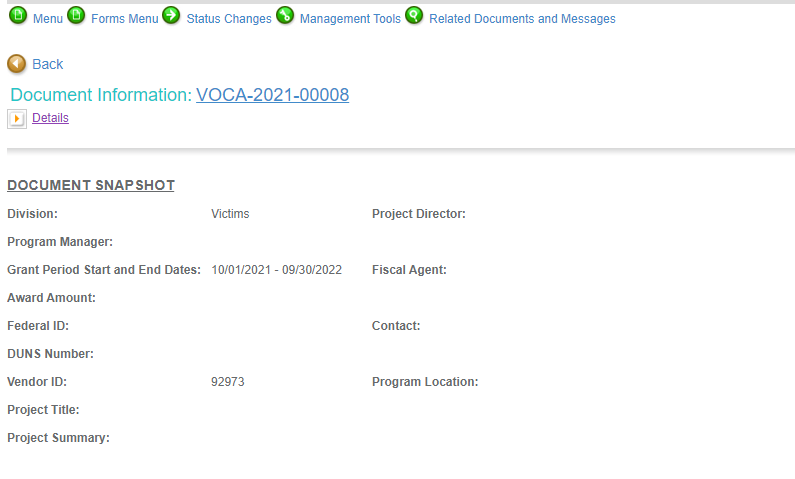 Menu Forms Menu Status Changes Management Tools Related Documents and Messages
Back
Document Information: VOCA-2021-00008
Details
DOCUMENT SNAPSHOT
Division: Victims Project Director:
Program Manager:
Grant Period Start and End Dates: 10/01/2021 - 09/30/2022 Fiscal Agent:
Award Amount:
Federal ID: Contact:
DUNS Number:
Vendor ID: 92973 Program Location:
Project Title:
Project Summary: